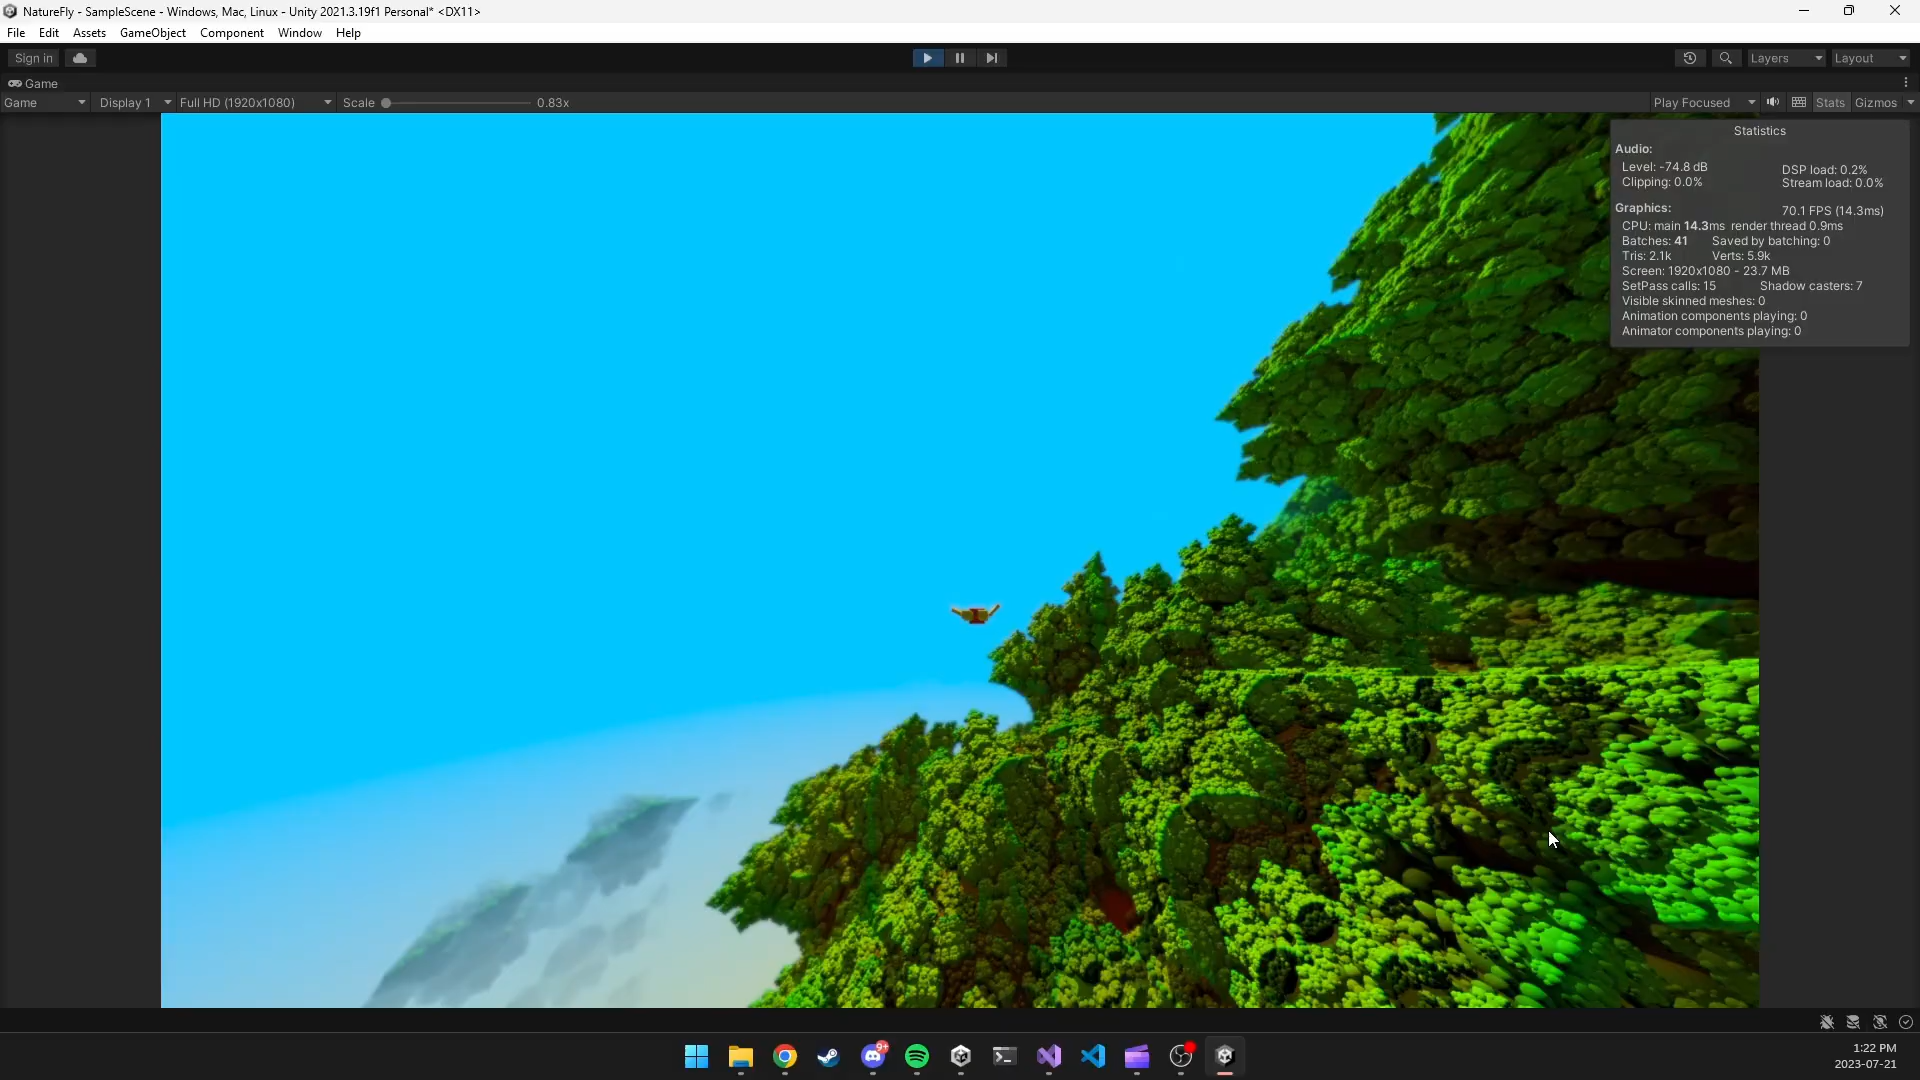 NatureFly - SampleScene - Windows, Mac, Linux - Unity 2021.3.19f1 Personal* <DX11>
File Edit Assets GameObject Component Window Help
Sign in Layers Layout
Game
Game Display 1 Full HD (1920x1080) Scale 0.83x Play Focused Stats Gizmos
Statistics
Audio:
Level: -74.8 dB DSP load: 0.2%
Clipping: 0.0% Stream load: 0.0%
Graphics: 70.1 FPS (14.3ms)
CPU: main 14.3ms render thread 0.9ms
Batches: 41 Saved by batching: 0
Tris: 2.1k Verts: 5.9k
Screen: 1920x1080 - 23.7 MB
SetPass calls: 15 Shadow casters: 7
Visible skinned meshes: 0
Animation components playing: 0
Animator components playing: 0
9+
1:22 PM
2023-07-21